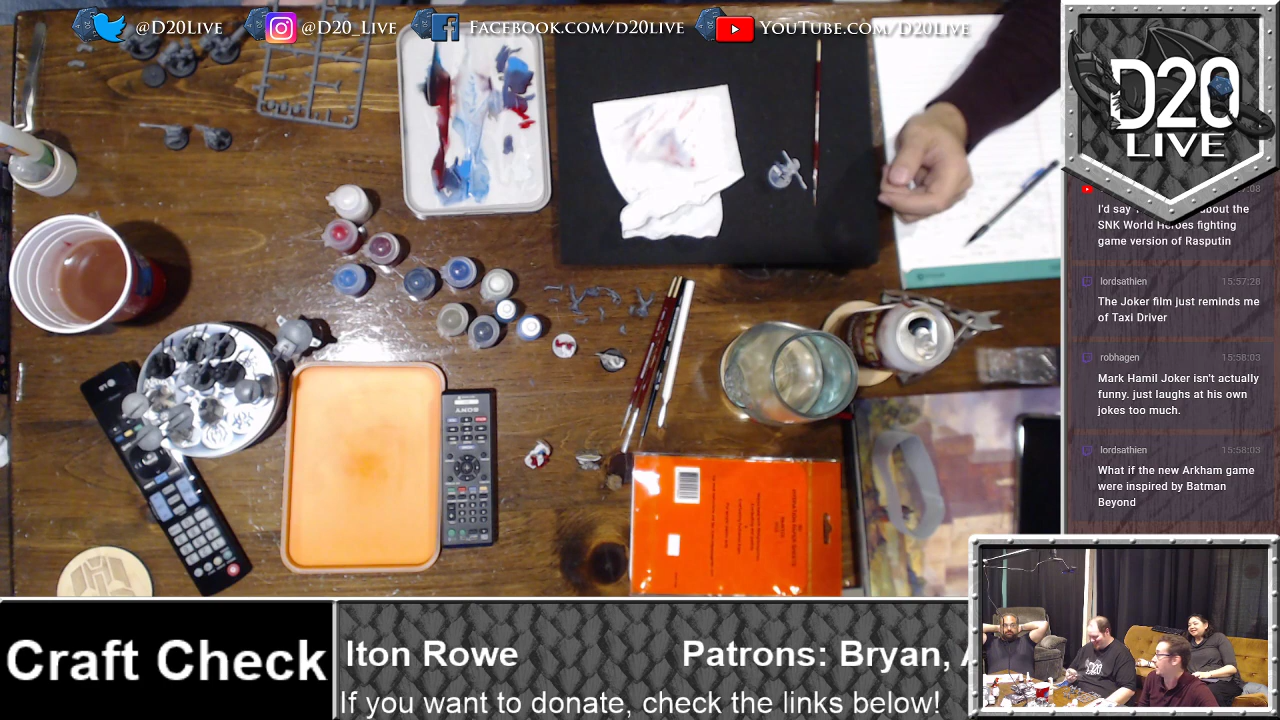 @D20Live
@D20_Live
Facebook.com/d20live
YouTube.com/D20Live
D20
LIVE
I'd say
about the
SNK World Heroes fighting
game version of Rasputin
lordsathien 15:57:28
The Joker film just reminds me
of Taxi Driver
robhagen 15:58:03
Mark Hamil Joker isn't actually
funny. just laughs at his own
jokes too much.
lordsathien 15:58:03
What if the new Arkham game
were inspired by Batman
Beyond
SONY
Craft Check
lton Rowe
Patrons: Bryan,
If you want to donate, check the links below!